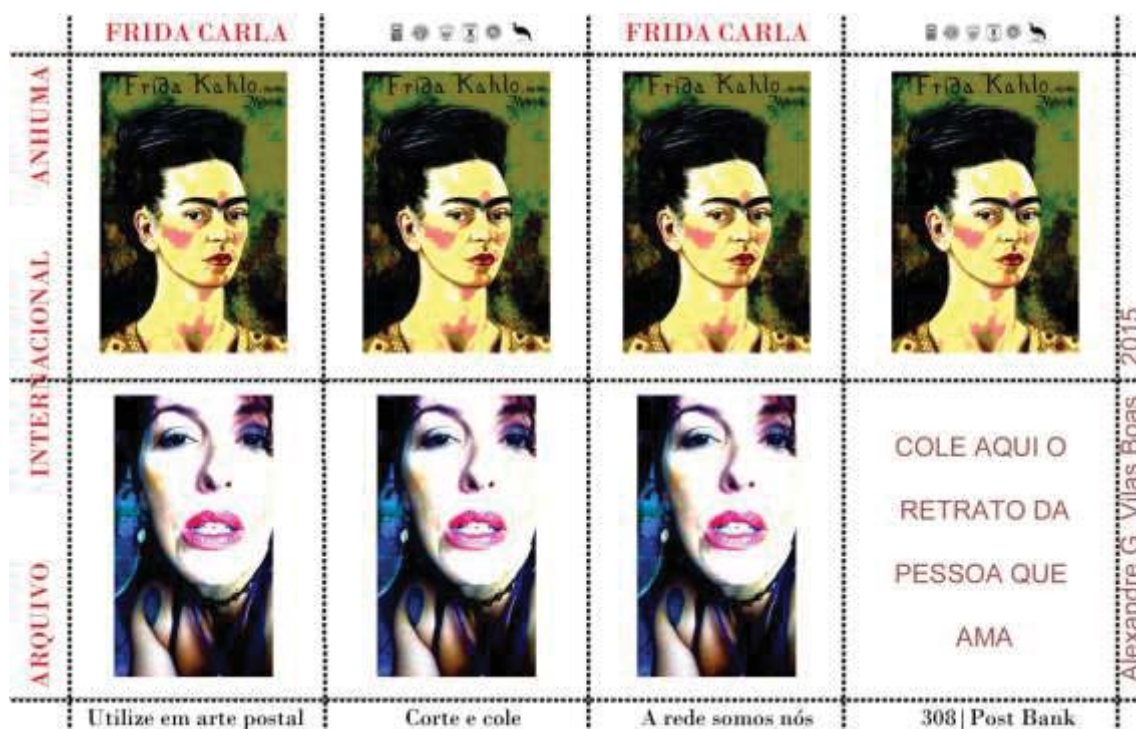 FRIDA CARLA
FRIDA CARLA
ANHUMA
INTERNACIONAL
ARQUIVO
Frida Kahlo
Frida Kahlo
Frida Kahlo
Frida Kahlo
COLE AQUI O
RETRATO DA
PESSOA QUE
AMA
Alexandre G. Vilas Boas 2015
Utilize em arte postal
Corte e cole
A rede somos nós
308|Post Bank